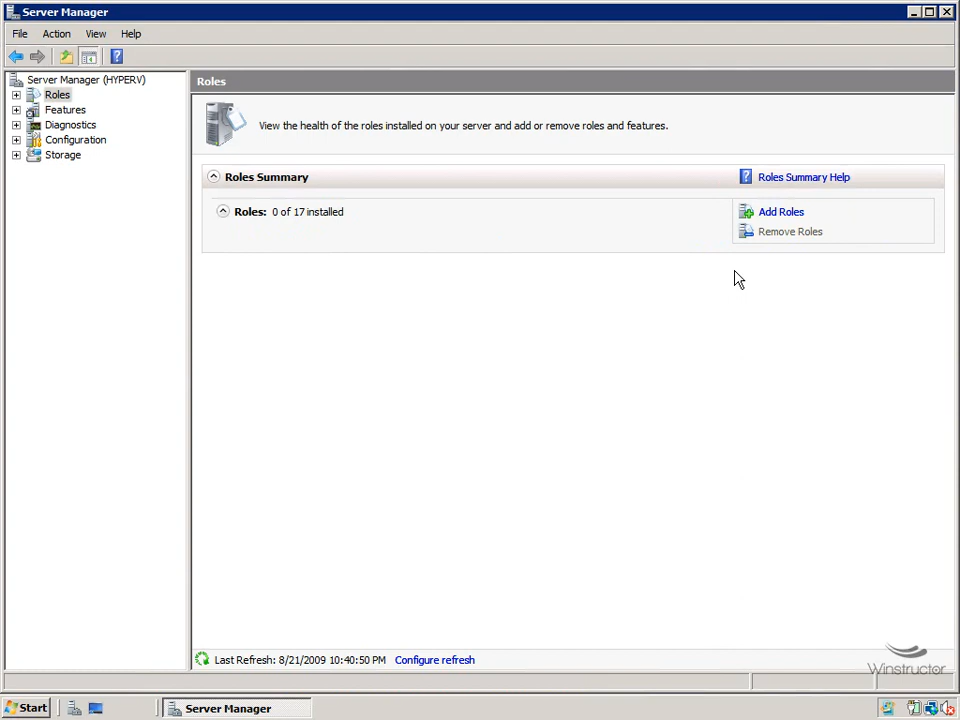 Server Manager
File Action View Help
Server Manager (HYPERV)
Roles
Features
Diagnostics
Configuration
Storage
Roles
View the health of the roles installed on your server and add or remove roles and features.
Roles Summary
Roles Summary Help
Roles: 0 of 17 installed
Add Roles
Remove Roles
Last Refresh: 8/21/2009 10:40:50 PM Configure refresh
Winstructor
Start
Server Manager